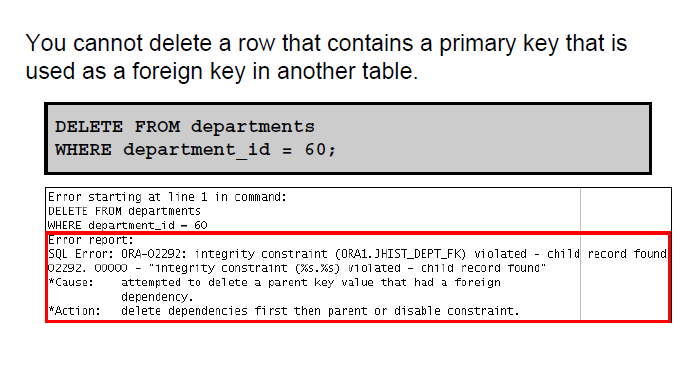 You cannot delete a row that contains a primary key that is
used as a foreign key in another table.
DELETE FROM departments
WHERE department_id = 60;
Error starting at line 1 in command:
DELETE FROM departments
WHERE department_id = 60
Error report:
SQL Error: ORA-02292: integrity constraint (ORA1.JHIST_DEPT_FK) violated - child record found
02292. 00000 - "integrity constraint (%s.%s) violated - child record found"
*Cause: attempted to delete a parent key value that had a foreign
dependency.
*Action: delete dependencies first then parent or disable constraint.